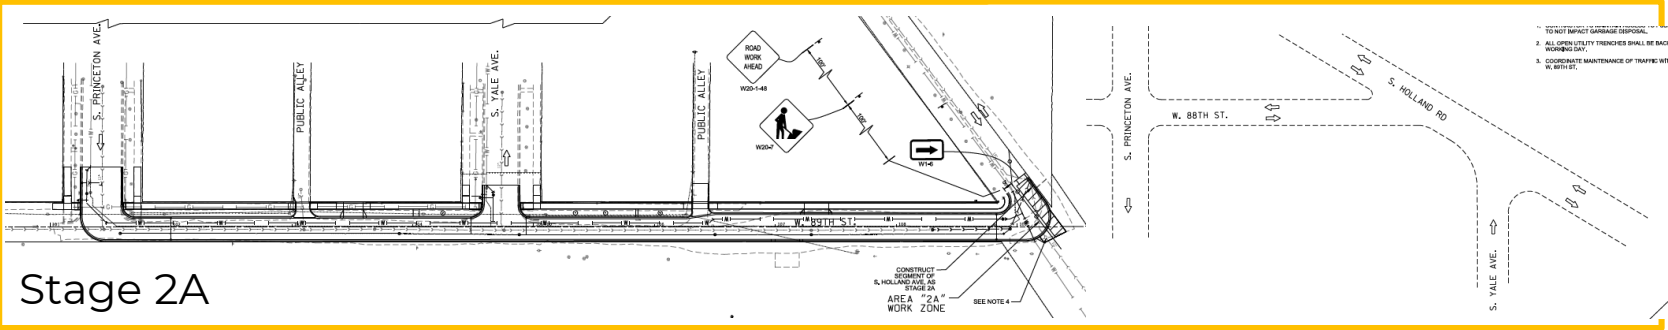 S. PRINCETON AVE.
PUBLIC ALLEY
S. YALE AVE.
PUBLIC ALLEY
ROAD
WORK
AHEAD
W20-1-48
100'
100'
W20-7
W1-6
W. 89TH ST.
CONSTRUCT
SEGMENT OF
S. HOLLAND AVE, AS
STAGE 2A
AREA "2A"
WORK ZONE
SEE NOTE 4
Stage 2A
S. PRINCETON AVE.
W. 88TH ST.
S. HOLLAND RD
S. YALE AVE.
TO NOT IMPACT GARBAGE DISPOSAL.
2. ALL OPEN UTILITY TRENCHES SHALL BE BAC
WORKING DAY.
3. COORDINATE MAINTENANCE OF TRAFFIC WIT
W. 89TH ST.